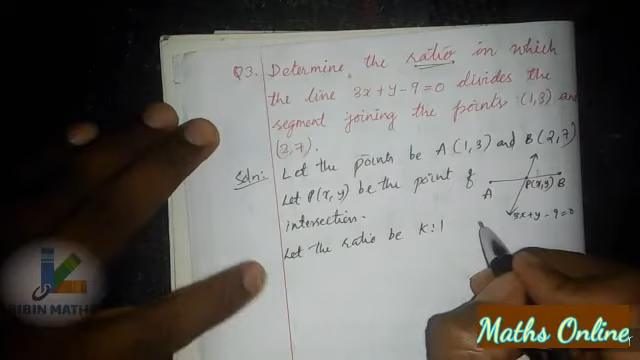 Q3. Determine the ratio in which
the line 3x+y-9=0 divides the
segment joining the points (1,3) and
(2,7).
Soln: Let the points be A (1,3) and B(2,7)
Let P(x,y) be the point of
intersection.
Let the ratio be K:1
A P(x,y) B
3x+y-9=0
BIBIN MATHS
Maths Online